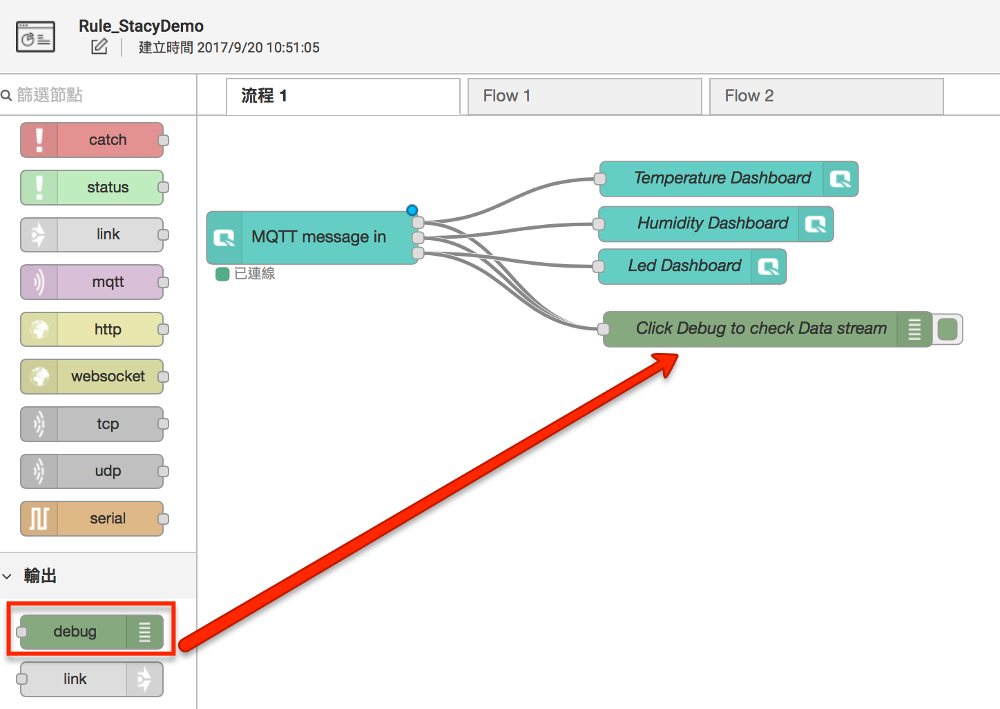 Rule_StacyDemo
建立時間 2017/9/20 10:51:05
篩選節點
流程 1
Flow 1
Flow 2
catch
status
link
mqtt
http
websocket
tcp
udp
serial
輸出
debug
link
MQTT message in
已連線
Temperature Dashboard
Humidity Dashboard
Led Dashboard
Click Debug to check Data stream